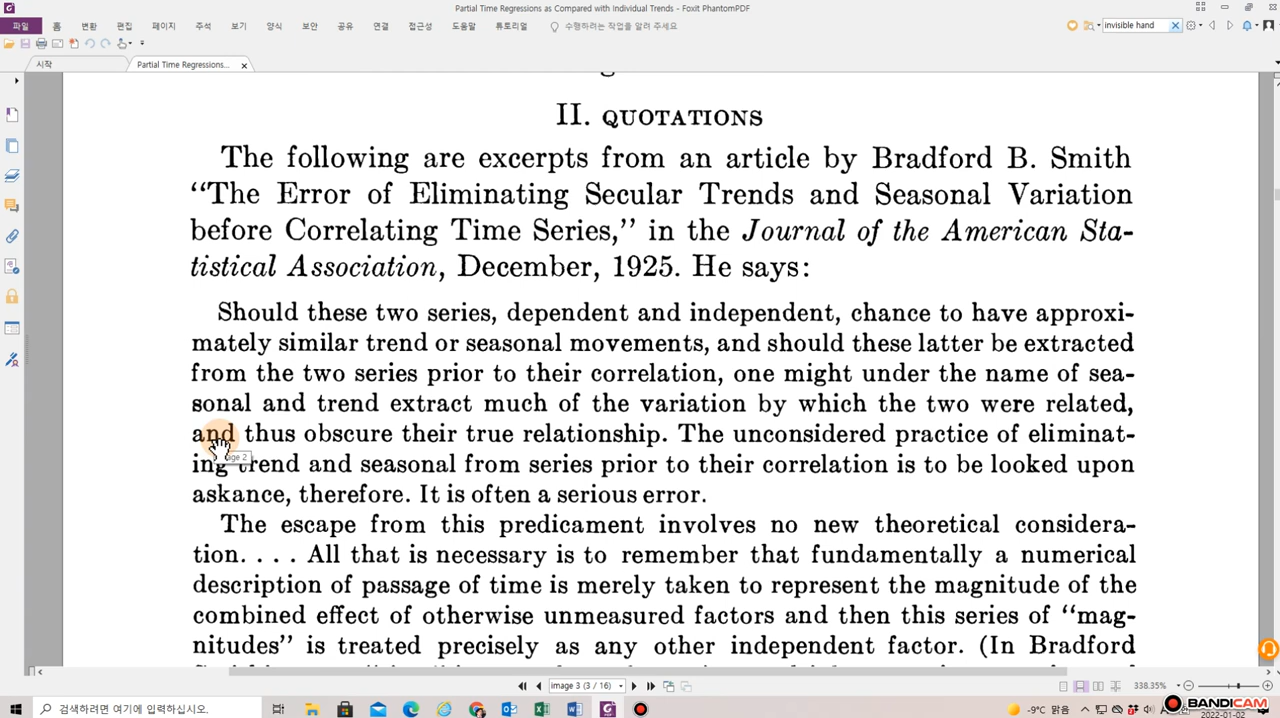 Partial Time Regressions as Compared with Individual Trends - Foxit PhantomPDF
파일 홈 변환 편집 페이지 주석 보기 양식 보안 공유 연결 접근성 도움말 튜토리얼 수행하려는 작업을 알려 주세요
invisible hand
시작 Partial Time Regressions...
II. QUOTATIONS
The following are excerpts from an article by Bradford B. Smith
“The Error of Eliminating Secular Trends and Seasonal Variation
before Correlating Time Series,” in the Journal of the American Sta-
tistical Association, December, 1925. He says:
Should these two series, dependent and independent, chance to have approxi-
mately similar trend or seasonal movements, and should these latter be extracted
from the two series prior to their correlation, one might under the name of sea-
sonal and trend extract much of the variation by which the two were related,
and thus obscure their true relationship. The unconsidered practice of eliminat-
ing trend and seasonal from series prior to their correlation is to be looked upon
askance, therefore. It is often a serious error.
The escape from this predicament involves no new theoretical considera-
tion. . . . All that is necessary is to remember that fundamentally a numerical
description of passage of time is merely taken to represent the magnitude of the
combined effect of otherwise unmeasured factors and then this series of “mag-
nitudes” is treated precisely as any other independent factor. (In Bradford
image 3 (3 / 16)
338.35%
검색하려면 여기에 입력하십시오.
-9°C 맑음
2022-01-02
BANDICAM